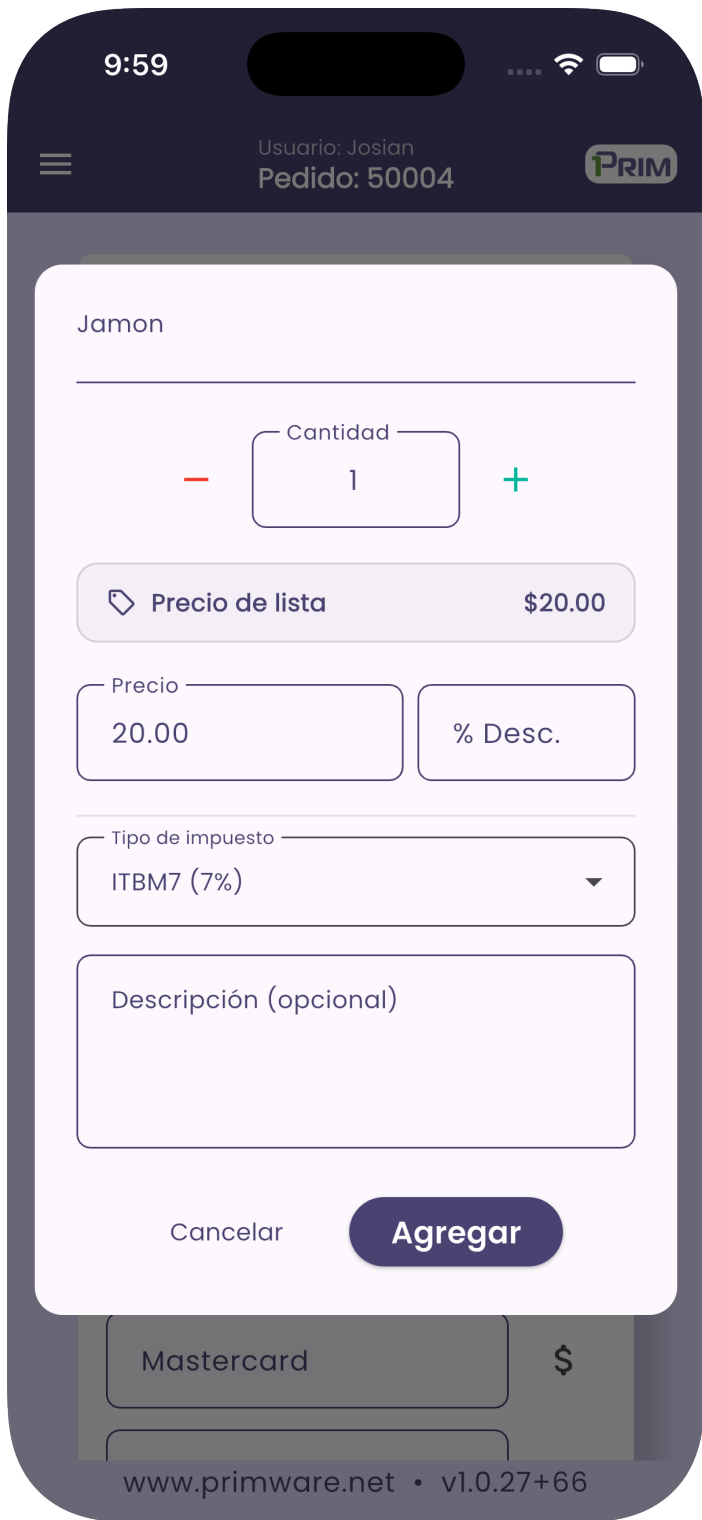 9:59
Usuario: Josian
Pedido: 50004
1PRIM
Jamon
Cantidad
1
Precio de lista $20.00
Precio
20.00
% Desc.
Tipo de impuesto
ITBM7 (7%)
Descripción (opcional)
Cancelar Agregar
Mastercard $
www.primware.net • v1.0.27+66